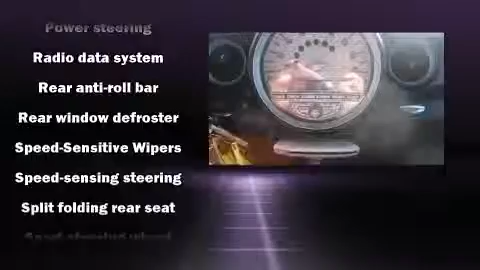 Power steering
Radio data system
Rear anti-roll bar
Rear window defroster
Speed-Sensitive Wipers
Speed-sensing steering
Split folding rear seat